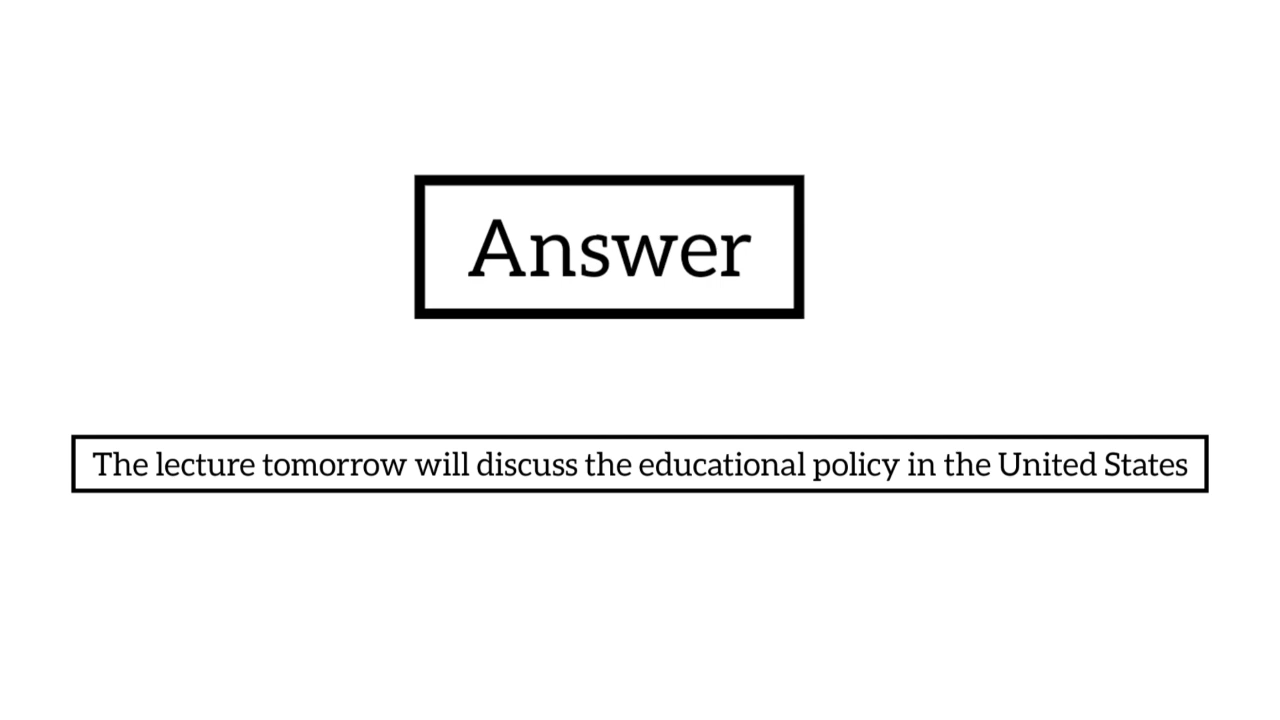 Answer
The lecture tomorrow will discuss the educational policy in the United States